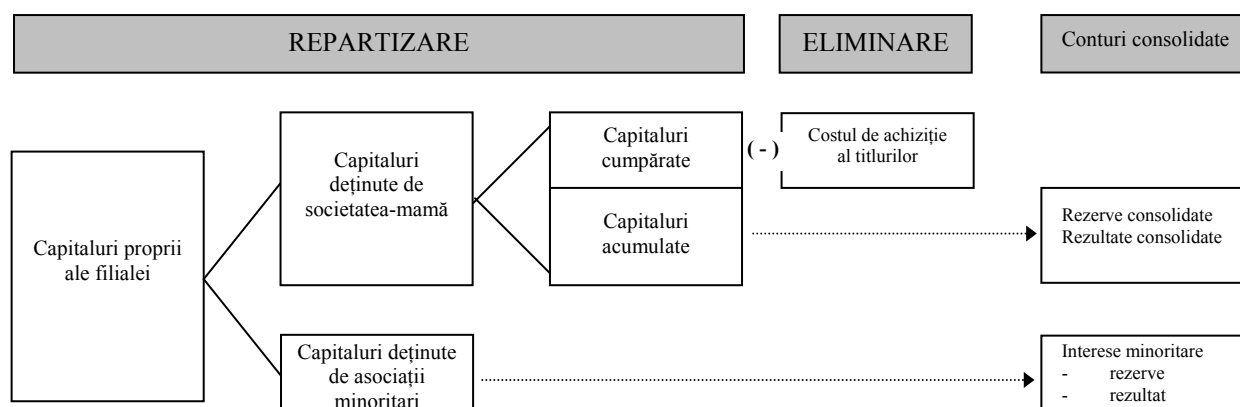 REPARTIZARE
ELIMINARE
Conturi consolidate
Capitaluri proprii
ale filialei
Capitaluri
deținute de
societatea-mamă
Capitaluri
cumpărate
( - )
Costul de achiziție
al titlurilor
Capitaluri
acumulate
Rezerve consolidate
Rezultate consolidate
Capitaluri deținute
de asociații
minoritari
Interese minoritare
- rezerve
- rezultat